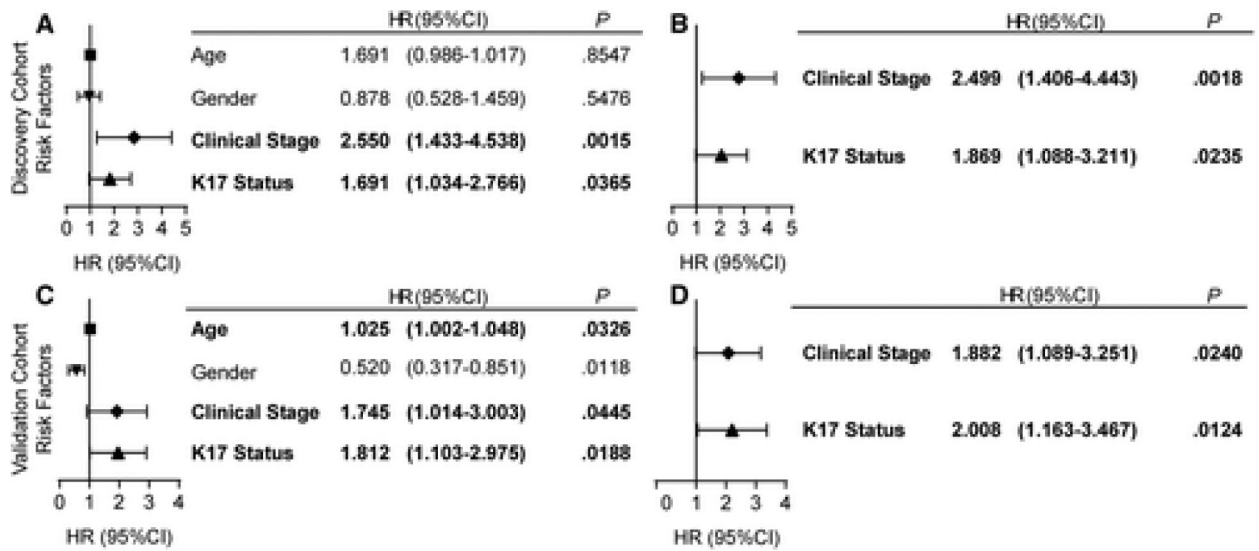 A
HR(95%CI) P
Discovery Cohort
Risk Factors
Age 1.691 (0.986-1.017) .8547
Gender 0.878 (0.528-1.459) .5476
Clinical Stage 2.550 (1.433-4.538) .0015
K17 Status 1.691 (1.034-2.766) .0365
0 1 2 3 4 5
HR (95%CI)
B
HR(95%CI) P
Clinical Stage 2.499 (1.406-4.443) .0018
K17 Status 1.869 (1.088-3.211) .0235
0 1 2 3 4 5
HR (95%CI)
C
HR(95%CI) P
Validation Cohort
Risk Factors
Age 1.025 (1.002-1.048) .0326
Gender 0.520 (0.317-0.851) .0118
Clinical Stage 1.745 (1.014-3.003) .0445
K17 Status 1.812 (1.103-2.975) .0188
0 1 2 3 4
HR (95%CI)
D
HR(95%CI) P
Clinical Stage 1.882 (1.089-3.251) .0240
K17 Status 2.008 (1.163-3.467) .0124
0 1 2 3 4
HR (95%CI)